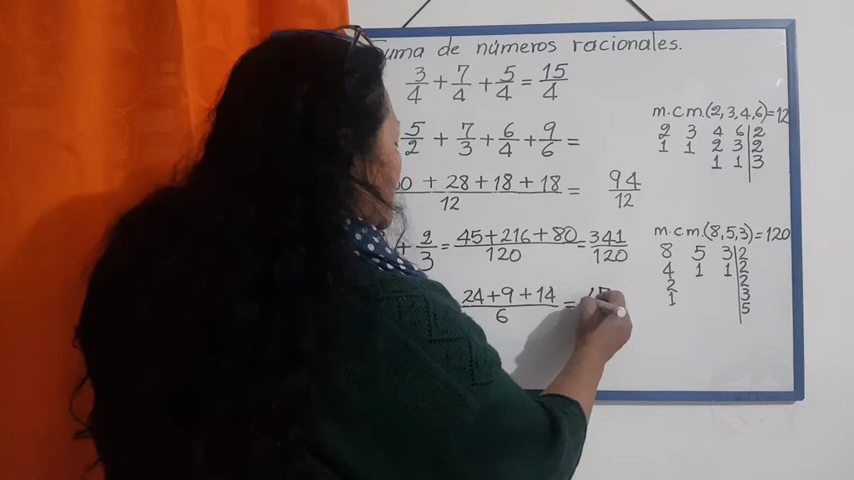 Suma de números racionales.
3/4 + 7/4 + 5/4 = 15/4
5/2 + 7/3 + 6/4 + 9/6 =
0 + 28 + 18 + 18 / 12 = 94/12
+ 2/3 = 45 + 216 + 80 / 120 = 341/120
24 + 9 + 14 / 6 =
m.c.m.(2,3,4,6)=12
2 3 4 6 | 2
1 1 2 3 | 2
1 1 | 3
m.c.m.(8,5,3)=120
8 5 3 | 2
4 1 1 | 2
2 | 2
1 | 3
5